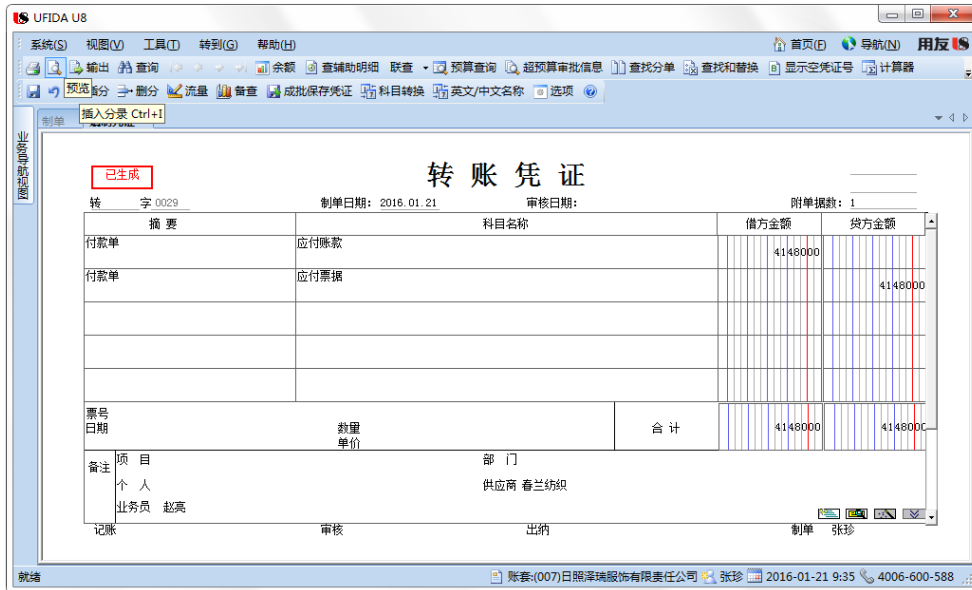 UFIDA U8
系统(S) 视图(V) 工具(T) 转到(G) 帮助(H) 首页(F) 导航(N) 用友
输出 查询 余额 查辅助明细 联查 预算查询 超预算审批信息 查找分单 查找和替换 显示空凭证号 计算器
预览 插分 删分 流量 备查 成批保存凭证 科目转换 英文/中文名称 选项
插入分录 Ctrl+I
制单
业务导航视图
已生成
转账凭证
转 字 0029 制单日期: 2016.01.21 审核日期: 附单据数: 1
摘要 科目名称 借方金额 贷方金额
付款单 应付账款 4148000
付款单 应付票据 4148000
票号
日期 数量 合计 4148000 4148000
单价
备注 项目 部门
个人 供应商 春兰纺织
业务员 赵亮
记账 审核 出纳 制单 张珍
就绪 账套:(007)日照泽瑞服饰有限责任公司 张珍 2016-01-21 9:35 4006-600-588